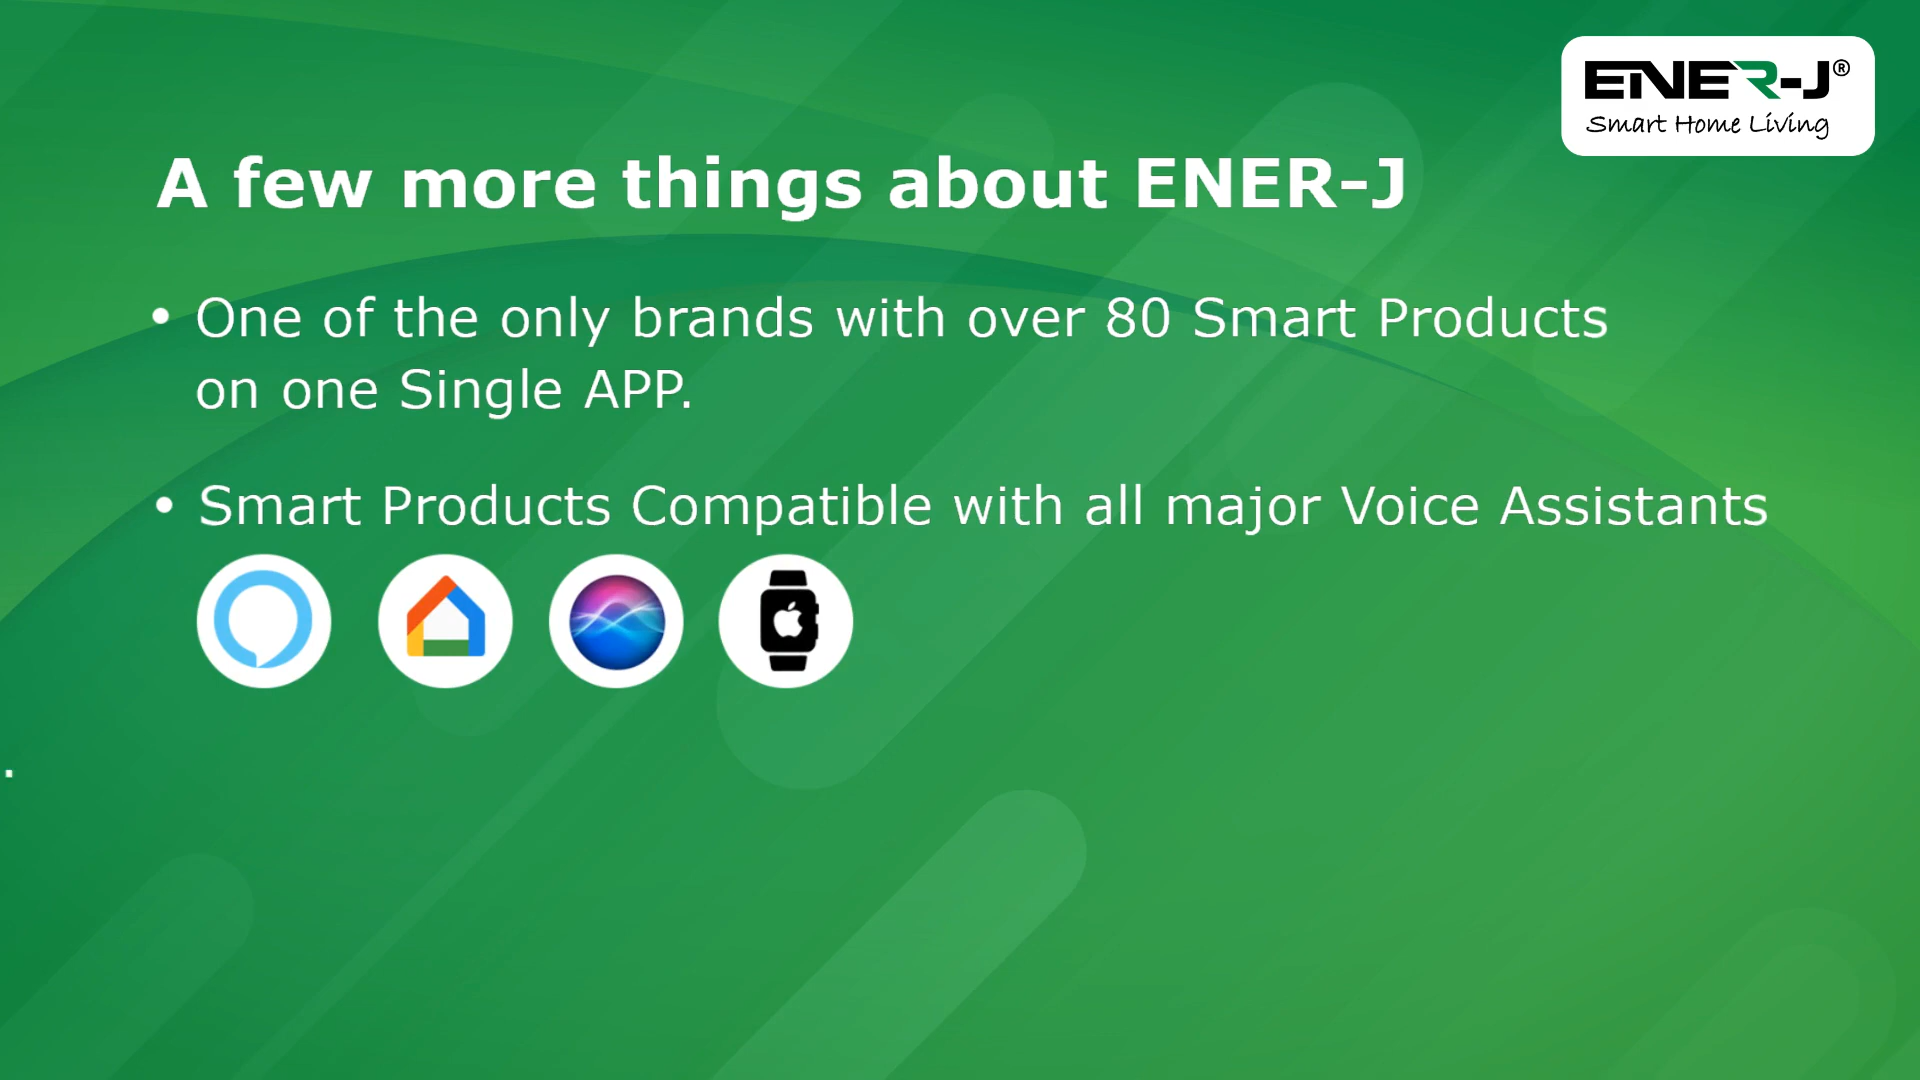 ENER-J®
Smart Home Living
A few more things about ENER-J
• One of the only brands with over 80 Smart Products
on one Single APP.
• Smart Products Compatible with all major Voice Assistants
.